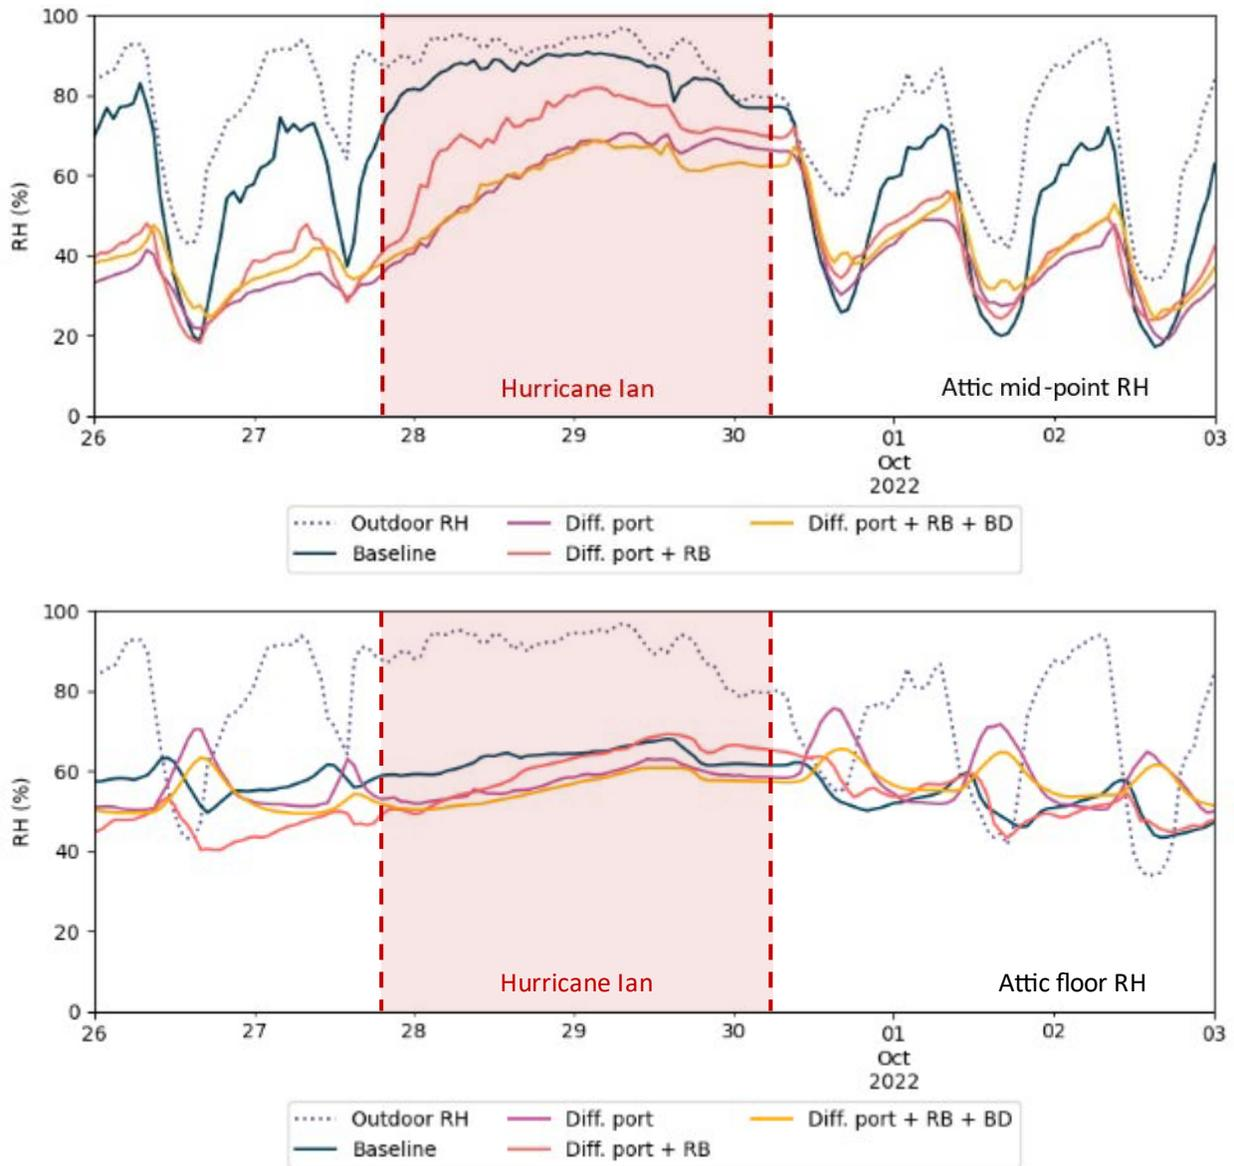 100
80
60
40
20
0
RH (%)
Hurricane Ian
Attic mid-point RH
26 27 28 29 30 01 02 03
Oct
2022
Outdoor RH Diff. port Diff. port + RB + BD
Baseline Diff. port + RB
100
80
60
40
20
0
RH (%)
Hurricane Ian
Attic floor RH
26 27 28 29 30 01 02 03
Oct
2022
Outdoor RH Diff. port Diff. port + RB + BD
Baseline Diff. port + RB